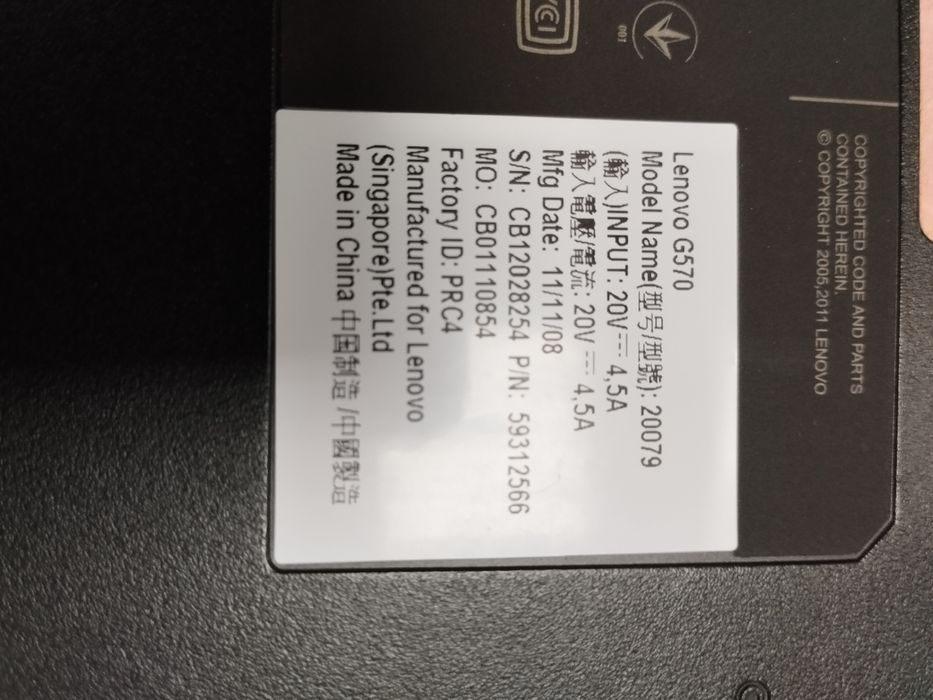 Lenovo G570
Model Name(型号/型號): 20079
(輸入)INPUT: 20V⎓ 4,5A
輸入電壓/電流: 20V ⎓ 4,5A
Mfg Date: 11/11/08
S/N: CB12028254 P/N: 59312566
MO: CB01110854
Factory ID: PRC4
Manufactured for Lenovo
(Singapore)Pte.Ltd
Made in China 中国制造 /中國製造
COPYRIGHTED CODE AND PARTS
CONTAINED HEREIN.
© COPYRIGHT 2005,2011 LENOVO
001
VCI